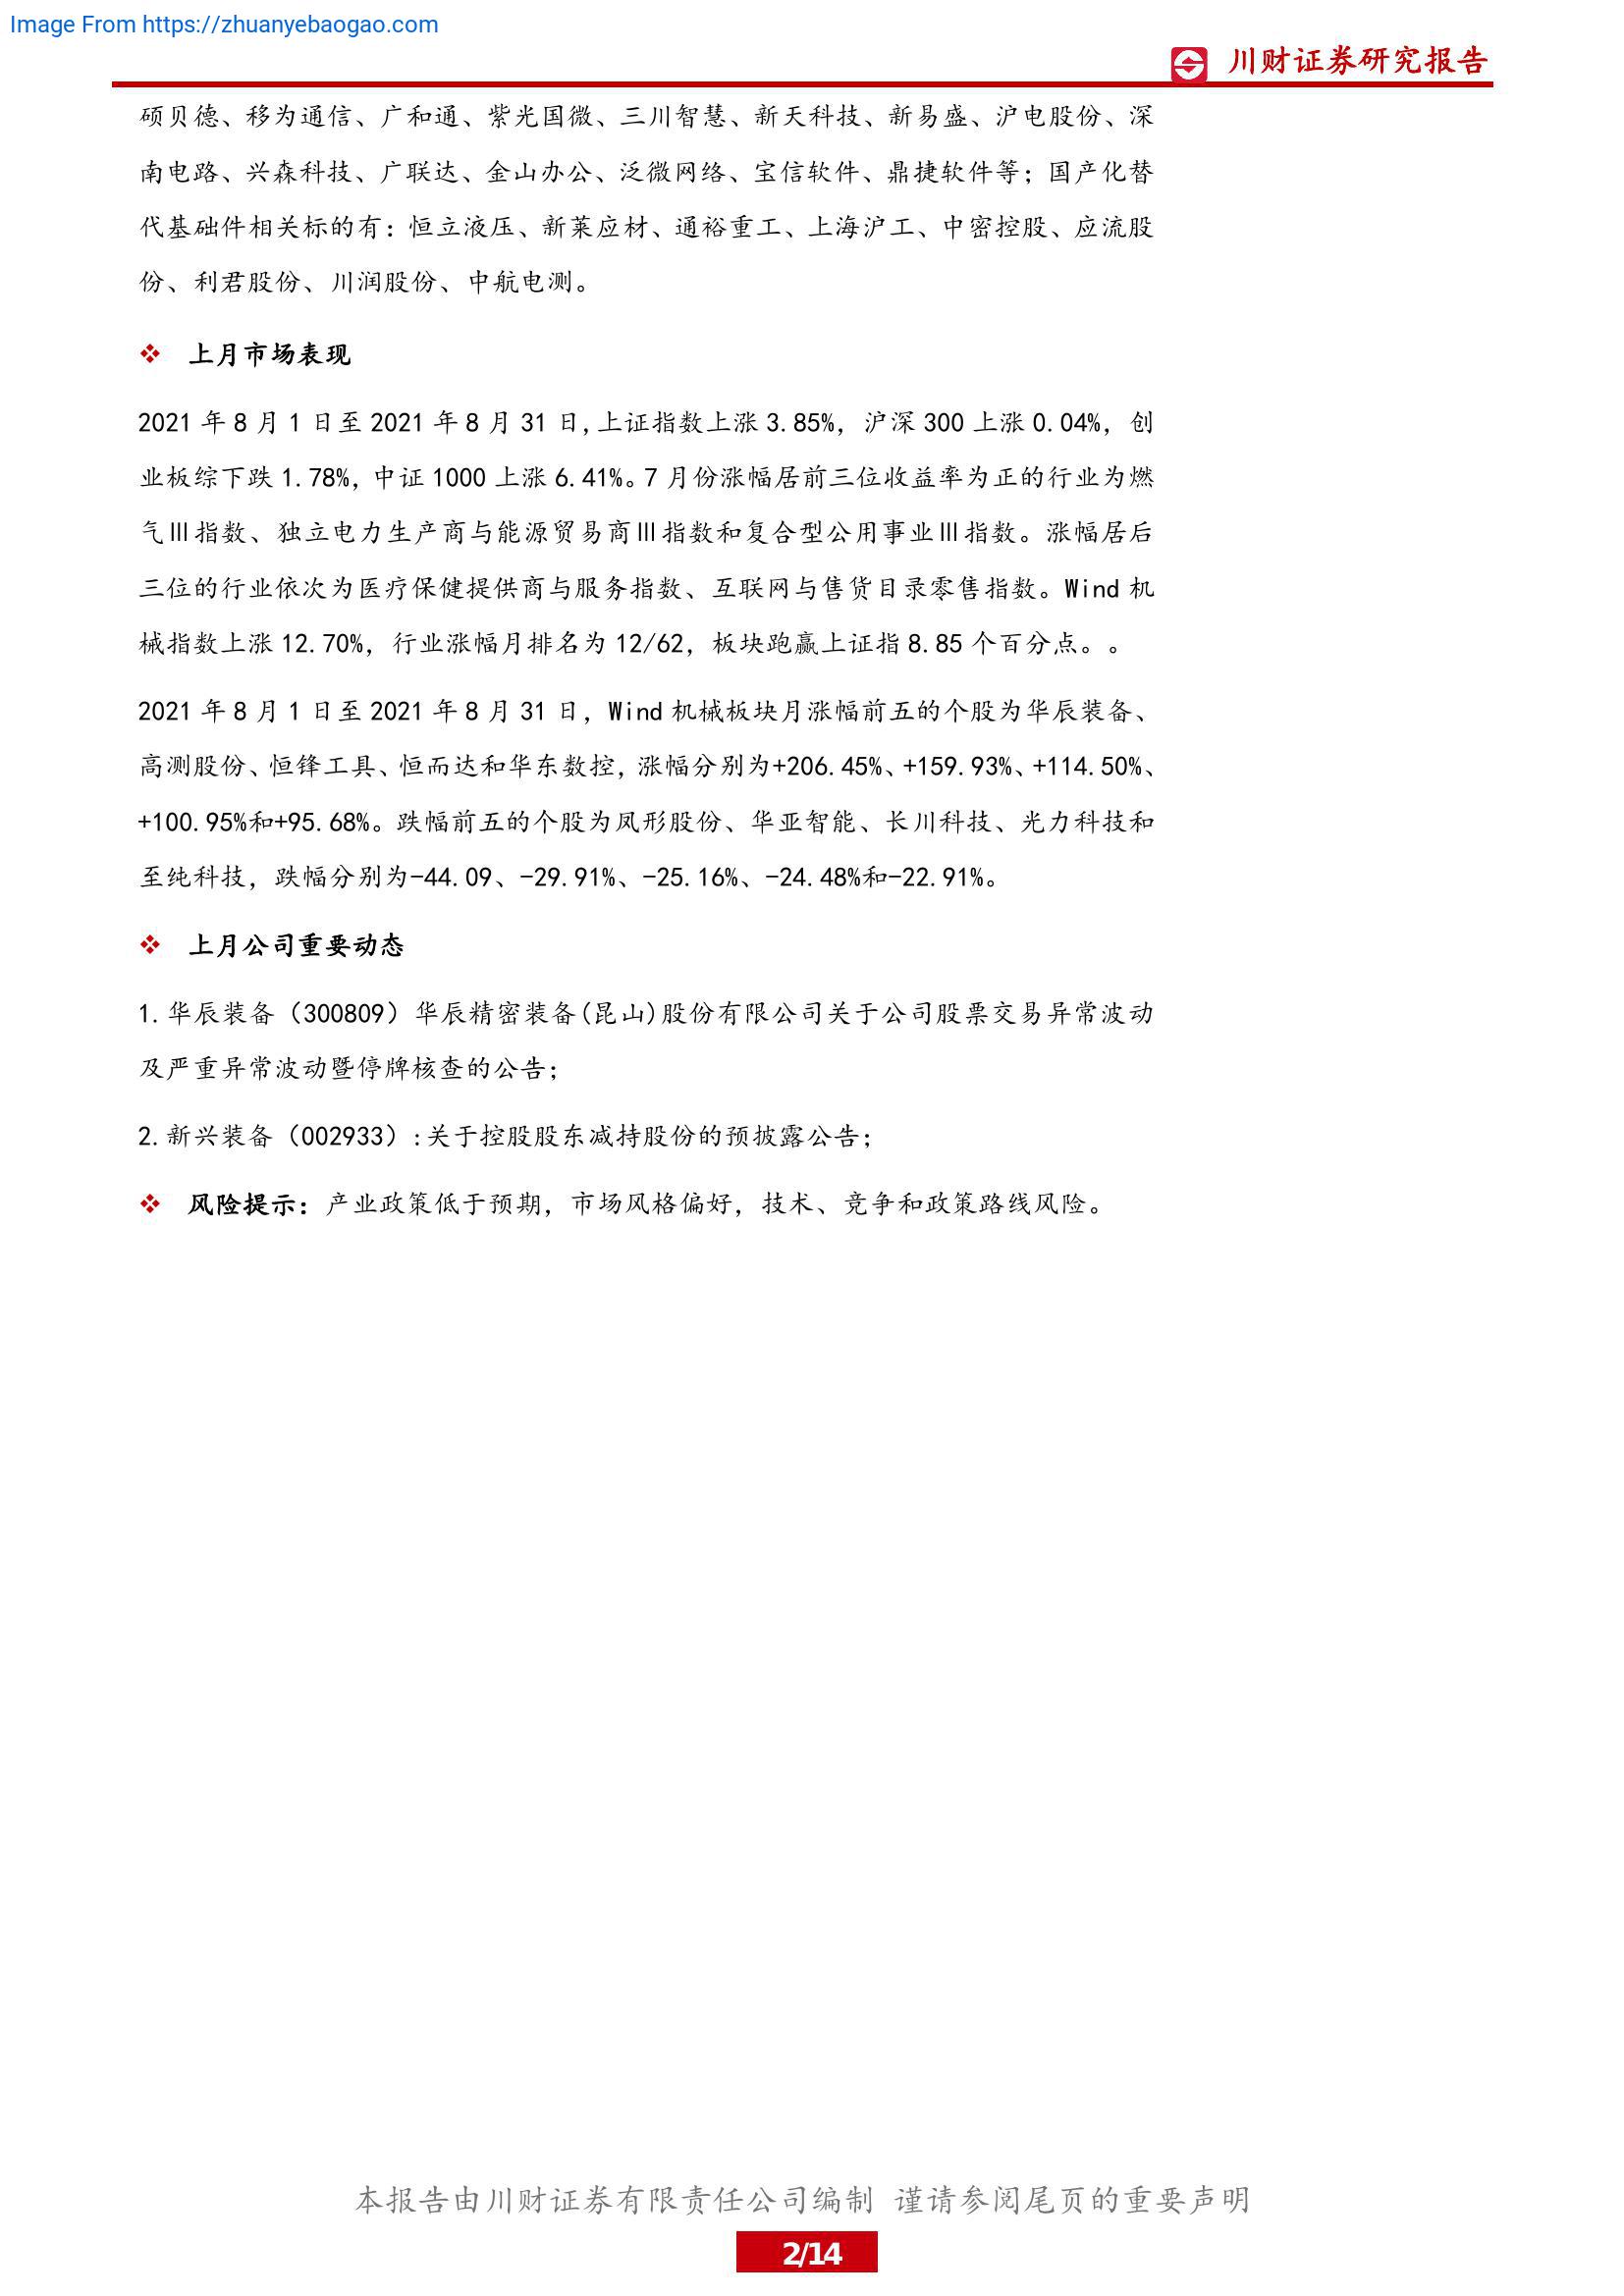 Image From https://zhuanyebaogao.com
川财证券研究报告
硕贝德、移为通信、广和通、紫光国微、三川智慧、新天科技、新易盛、沪电股份、深
南电路、兴森科技、广联达、金山办公、泛微网络、宝信软件、鼎捷软件等；国产化替
代基础件相关标的有：恒立液压、新莱应材、通裕重工、上海沪工、中密控股、应流股
份、利君股份、川润股份、中航电测。
❖ 上月市场表现
2021 年 8 月 1 日至 2021 年 8 月 31 日,上证指数上涨 3.85%，沪深 300 上涨 0.04%，创
业板综下跌 1.78%，中证 1000 上涨 6.41%。7 月份涨幅居前三位收益率为正的行业为燃
气Ⅲ指数、独立电力生产商与能源贸易商Ⅲ指数和复合型公用事业Ⅲ指数。涨幅居后
三位的行业依次为医疗保健提供商与服务指数、互联网与售货目录零售指数。Wind 机
械指数上涨 12.70%，行业涨幅月排名为 12/62，板块跑赢上证指 8.85 个百分点。。
2021 年 8 月 1 日至 2021 年 8 月 31 日，Wind 机械板块月涨幅前五的个股为华辰装备、
高测股份、恒锋工具、恒而达和华东数控，涨幅分别为+206.45%、+159.93%、+114.50%、
+100.95%和+95.68%。跌幅前五的个股为凤形股份、华亚智能、长川科技、光力科技和
至纯科技，跌幅分别为-44.09、-29.91%、-25.16%、-24.48%和-22.91%。
❖ 上月公司重要动态
1.华辰装备（300809）华辰精密装备(昆山)股份有限公司关于公司股票交易异常波动
及严重异常波动暨停牌核查的公告；
2.新兴装备（002933）:关于控股股东减持股份的预披露公告；
❖ 风险提示：产业政策低于预期，市场风格偏好，技术、竞争和政策路线风险。
本报告由川财证券有限责任公司编制 谨请参阅尾页的重要声明
2/14